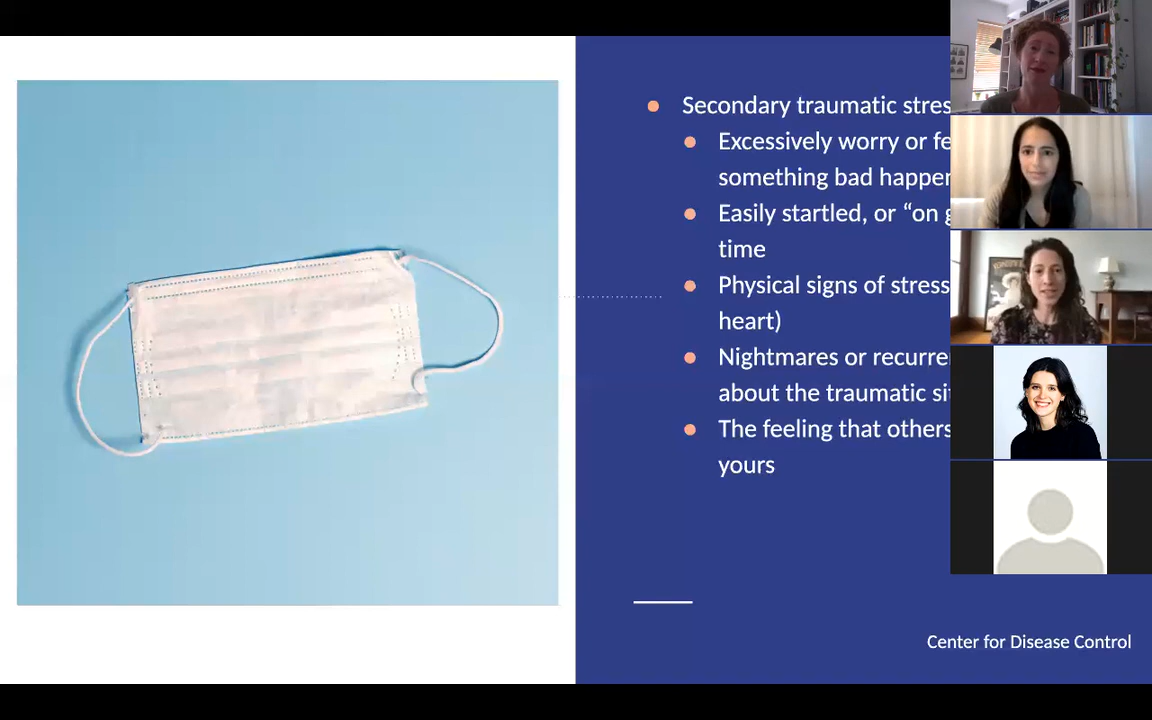 Secondary traumatic stres
Excessively worry or fe
something bad happen
Easily startled, or “on g
time
Physical signs of stress
heart)
Nightmares or recurre
about the traumatic sit
The feeling that others
yours
Center for Disease Control